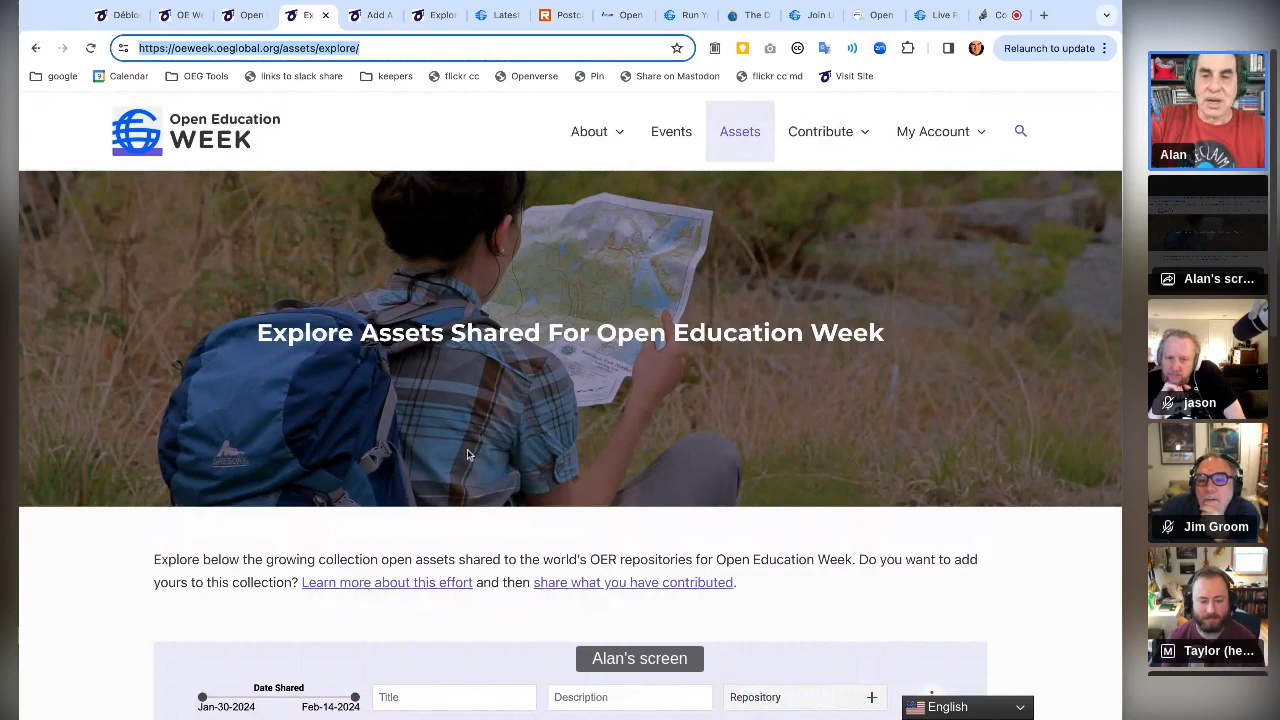 Déblo
OE We
Open
Ex
Add A
Explor
Latest
Postca
Open
Run Yo
The D
Join U
Open
Live R
Co
https://oeweek.oeglobal.org/assets/explore/
Relaunch to update
google
Calendar
OEG Tools
links to slack share
keepers
flickr cc
Openverse
Pin
Share on Mastodon
flickr cc md
Visit Site
Open Education
WEEK
About
Events
Assets
Contribute
My Account
Explore Assets Shared For Open Education Week
GREGORY
Explore below the growing collection open assets shared to the world's OER repositories for Open Education Week. Do you want to add
yours to this collection? Learn more about this effort and then share what you have contributed.
Date Shared
Jan-30-2024
Feb-14-2024
Title
Description
Repository
English
Alan's screen
RECLAIM
Alan
Alan's scr...
jason
Jim Groom
M
Taylor (he...